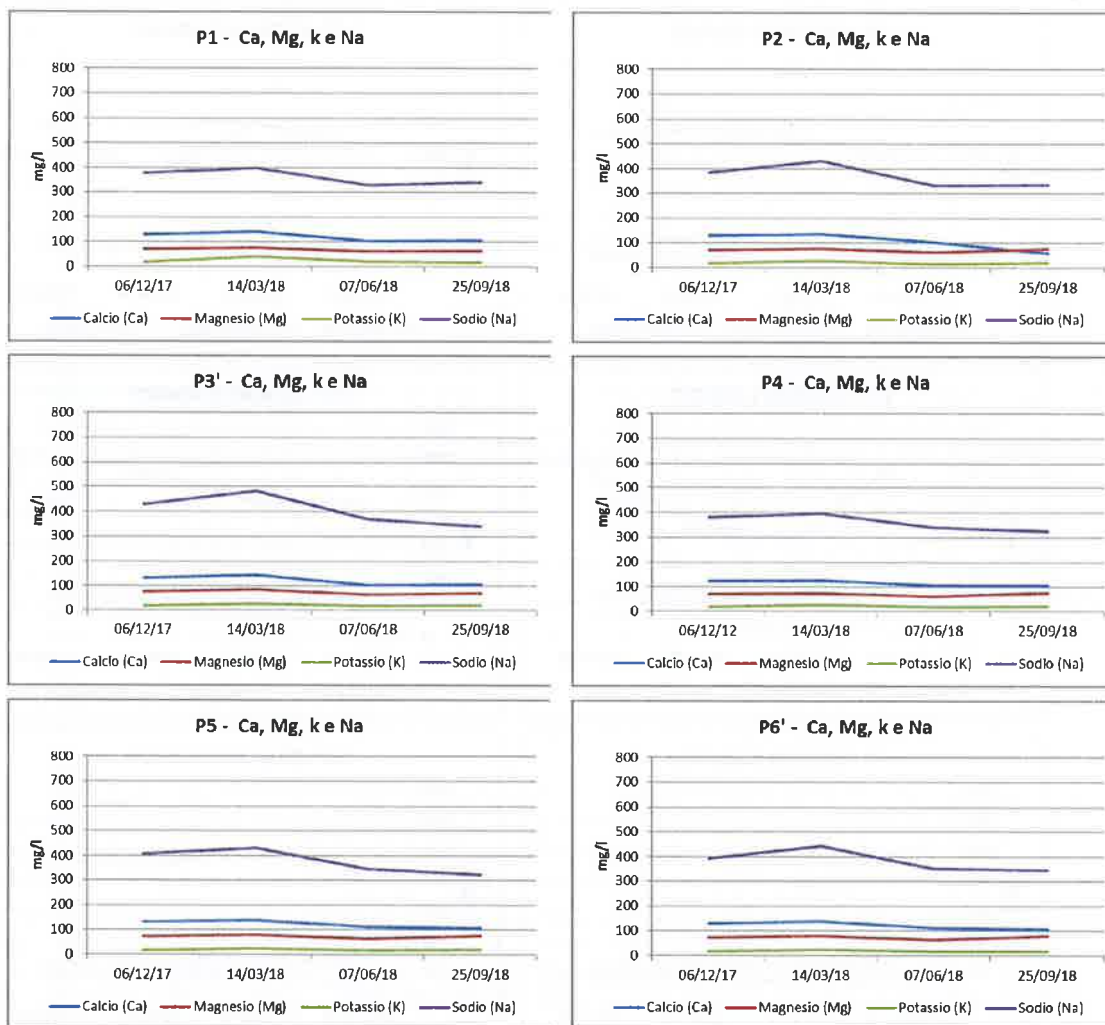 P1 - Ca, Mg, k e Na
800
700
600
500
400
300
200
100
0
mg/l
06/12/17 14/03/18 07/06/18 25/09/18
Calcio (Ca) Magnesio (Mg) Potassio (K) Sodio (Na)
P2 - Ca, Mg, k e Na
800
700
600
500
400
300
200
100
0
mg/l
06/12/17 14/03/18 07/06/18 25/09/18
Calcio (Ca) Magnesio (Mg) Potassio (K) Sodio (Na)
P3' - Ca, Mg, k e Na
800
700
600
500
400
300
200
100
0
mg/l
06/12/17 14/03/18 07/06/18 25/09/18
Calcio (Ca) Magnesio (Mg) Potassio (K) Sodio (Na)
P4 - Ca, Mg, k e Na
800
700
600
500
400
300
200
100
0
mg/l
06/12/12 14/03/18 07/06/18 25/09/18
Calcio (Ca) Magnesio (Mg) Potassio (K) Sodio (Na)
P5 - Ca, Mg, k e Na
800
700
600
500
400
300
200
100
0
mg/l
06/12/17 14/03/18 07/06/18 25/09/18
Calcio (Ca) Magnesio (Mg) Potassio (K) Sodio (Na)
P6' - Ca, Mg, k e Na
800
700
600
500
400
300
200
100
0
mg/l
06/12/17 14/03/18 07/06/18 25/09/18
Calcio (Ca) Magnesio (Mg) Potassio (K) Sodio (Na)